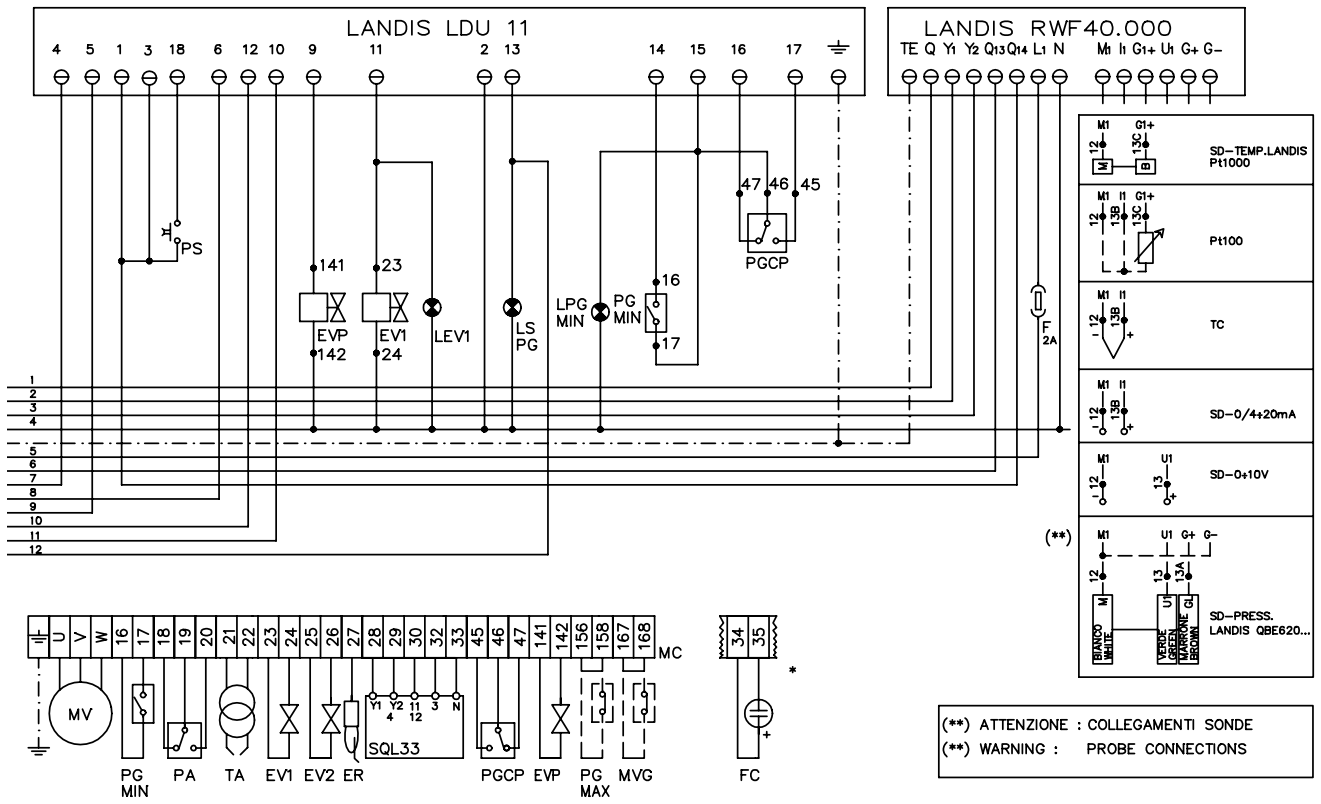 LANDIS LDU 11
4 5 1 3 18 6 12 10 9 11 2 13 14 15 16 17
LANDIS RWF40.000
TE Q Y1 Y2 Q13 Q14 L1 N M1 I1 G1+ U1 G+ G-
PS
141
EVP
142
23
EV1
24
LEV1
LS
PG
LPG
MIN
PG
MIN
16
17
47 46 45
PGCP
F
2A
M1 G1+
12 13C
M B
SD-TEMP.LANDIS
Pt1000
M1 I1 G1+
12 13B 13C
Pt100
M1 I1
12 13B
- +
TC
M1 I1
12 13B
- +
SD-0/4÷20mA
M1 U1
12 13
- +
SD-0÷10V
(**)
M1 U1 G+ G-
12 13 13A
M U1 GL
BIANCO
WHITE
VERDE
GREEN
MARRONE
BROWN
SD-PRESS.
LANDIS QBE620...
1
2
3
4
5
6
7
8
9
10
11
12
U V W 16 17 18 19 20 21 22 23 24 25 26 27 28 29 30 32 33 45 46 47 141 142 156 158 167 168
MC
34 35
*
MV
Y1 Y2 11 3 N
4 12
SQL33
+
PG
MIN
PA
TA
EV1
EV2
ER
PGCP
EVP
PG
MAX
MVG
FC
(**) ATTENZIONE : COLLEGAMENTI SONDE
(**) WARNING : PROBE CONNECTIONS